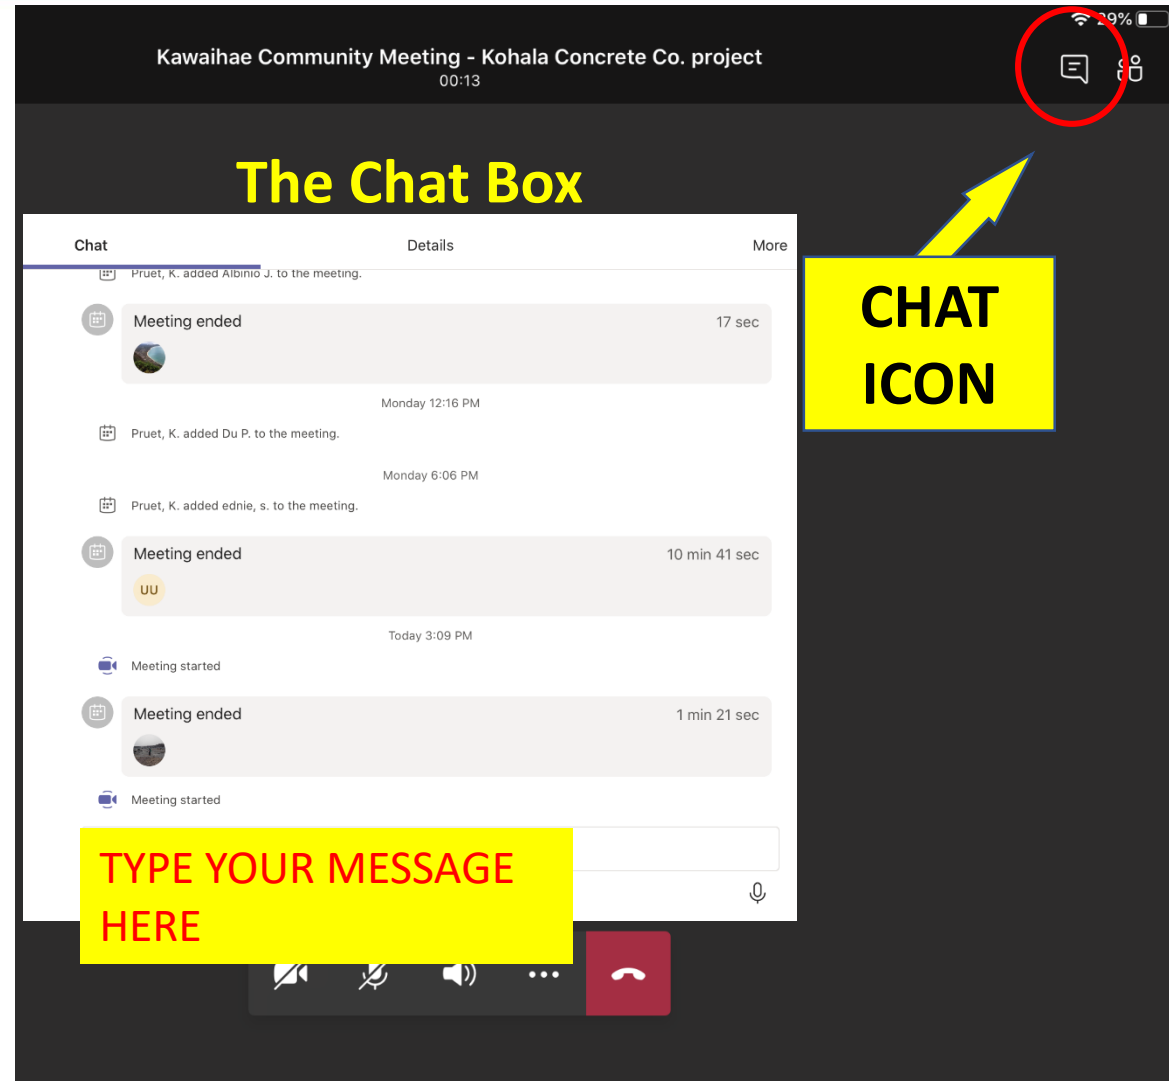 29%
Kawaihae Community Meeting - Kohala Concrete Co. project
00:13
The Chat Box
CHAT
ICON
Chat Details More
Pruet, K. added Albinio J. to the meeting.
Meeting ended 17 sec
Monday 12:16 PM
Pruet, K. added Du P. to the meeting.
Monday 6:06 PM
Pruet, K. added ednie, s. to the meeting.
Meeting ended 10 min 41 sec
UU
Today 3:09 PM
Meeting started
Meeting ended 1 min 21 sec
Meeting started
TYPE YOUR MESSAGE
HERE